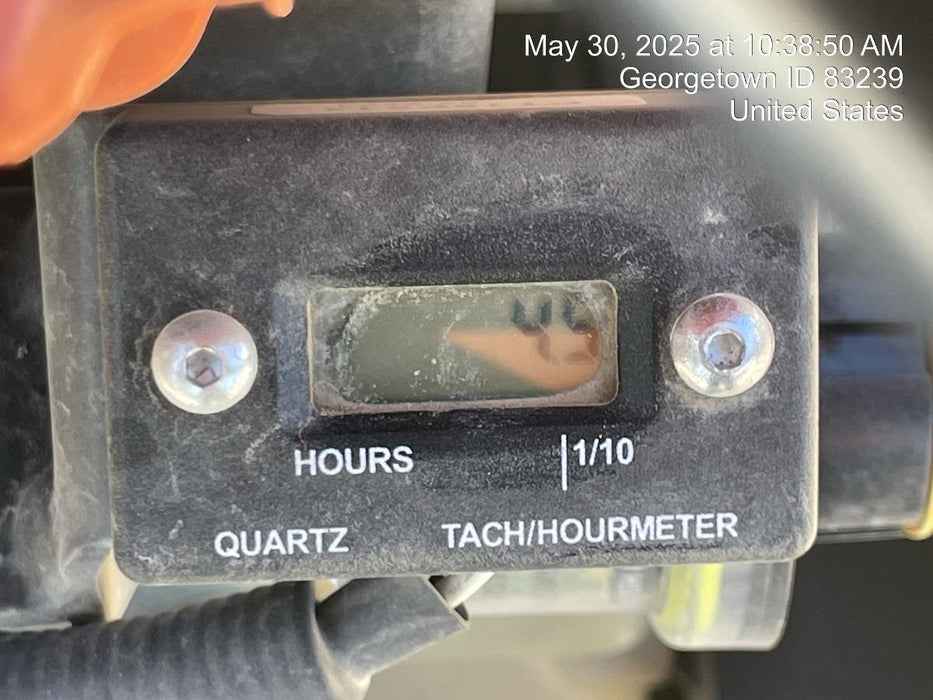 May 30, 2025 at 10:38:50 AM
Georgetown ID 83239
United States
HOURS |1/10
QUARTZ TACH/HOURMETER